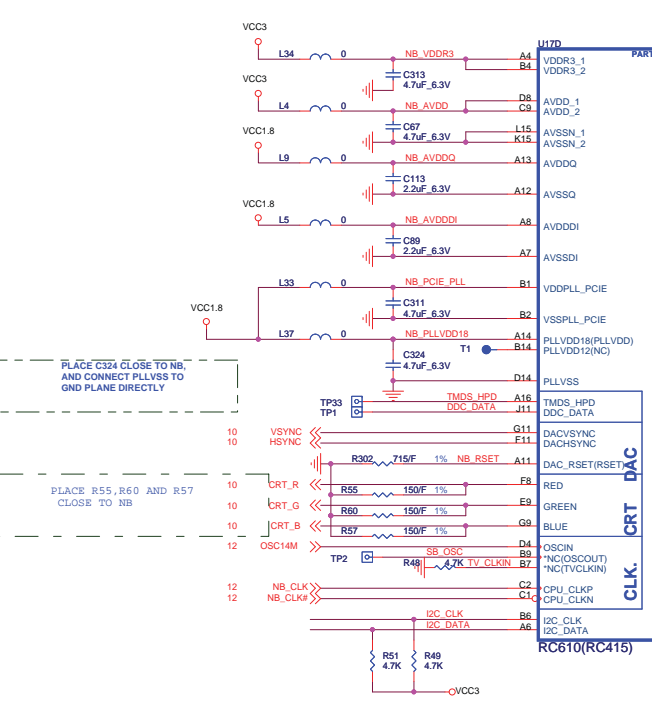 VCC3
U17D
PART
L34 0 NB_VDDR3 A4 VDDR3_1
B4 VDDR3_2
C313
4.7uF_6.3V
VCC3
D8 AVDD_1
L4 0 NB_AVDD C9 AVDD_2
C67
4.7uF_6.3V
L15 AVSSN_1
K15 AVSSN_2
VCC1.8
L9 0 NB_AVDDQ A13 AVDDQ
C113
2.2uF_6.3V
A12 AVSSQ
VCC1.8
L5 0 NB_AVDDDI A8 AVDDDI
C89
2.2uF_6.3V
A7 AVSSDI
L33 0 NB_PCIE_PLL B1 VDDPLL_PCIE
C311
4.7uF_6.3V
VCC1.8
B2 VSSPLL_PCIE
L37 0 NB_PLLVDD18 A14 PLLVDD18(PLLVDD)
T1 B14 PLLVDD12(NC)
PLACE C324 CLOSE TO NB,
AND CONNECT PLLVSS TO
GND PLANE DIRECTLY
C324
4.7uF_6.3V
D14 PLLVSS
TP33 TMDS_HPD A16 TMDS_HPD
TP1 DDC_DATA J11 DDC_DATA
10 VSYNC G11 DACVSYNC
10 HSYNC F11 DACHSYNC
R302 715/F 1% NB_RSET A11 DAC_RSET(RSET)
CRT DAC
10 CRT_R F8 RED
R55 150/F 1%
PLACE R55,R60 AND R57
CLOSE TO NB
10 CRT_G E9 GREEN
R60 150/F 1%
10 CRT_B G9 BLUE
R57 150/F 1%
12 OSC14M D4 OSCIN
TP2 SB_OSC B9 *NC(OSCOUT)
R48 4.7K TV_CLKIN B7 *NC(TVCLKIN)
CLK.
12 NB_CLK C2 CPU_CLKP
12 NB_CLK# C1 CPU_CLKN
I2C_CLK B6 I2C_CLK
I2C_DATA A6 I2C_DATA
RC610(RC415)
R51
4.7K
R49
4.7K
VCC3